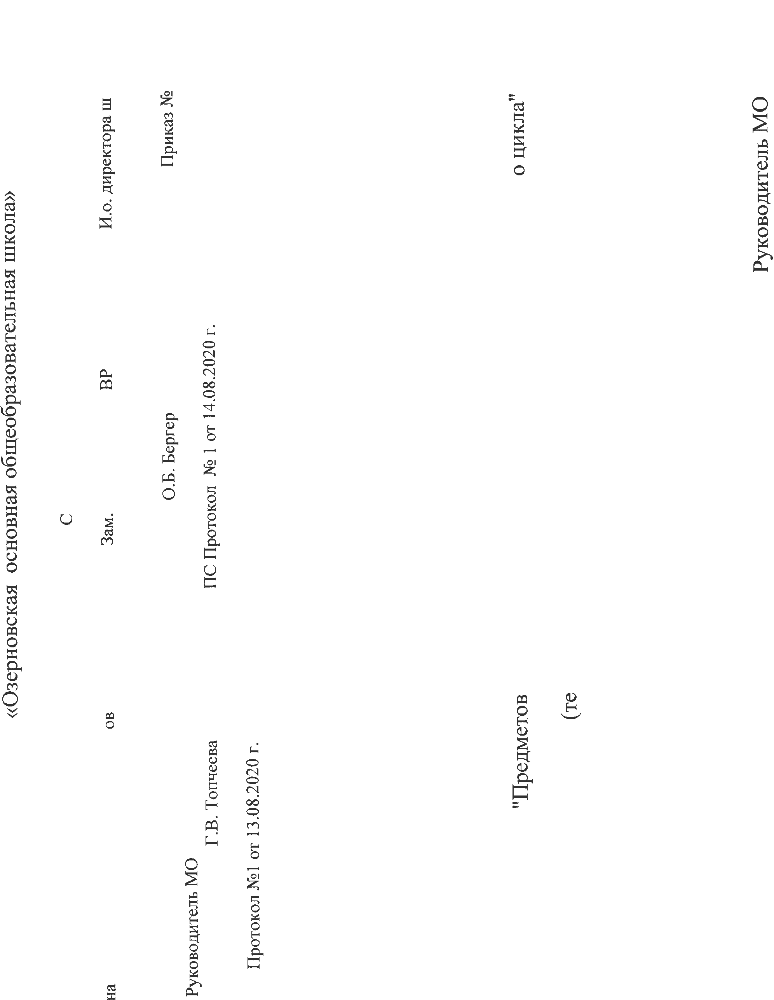 «Озерновская основная общеобразовательная школа»
С
на ов Зам. ВР И.о. директора ш
О.Б. Бергер Приказ №
Руководитель МО
Г.В. Топчеева ПС Протокол № 1 от 14.08.2020 г.
Протокол №1 от 13.08.2020 г.
"Предметов о цикла"
(те
Руководитель МО